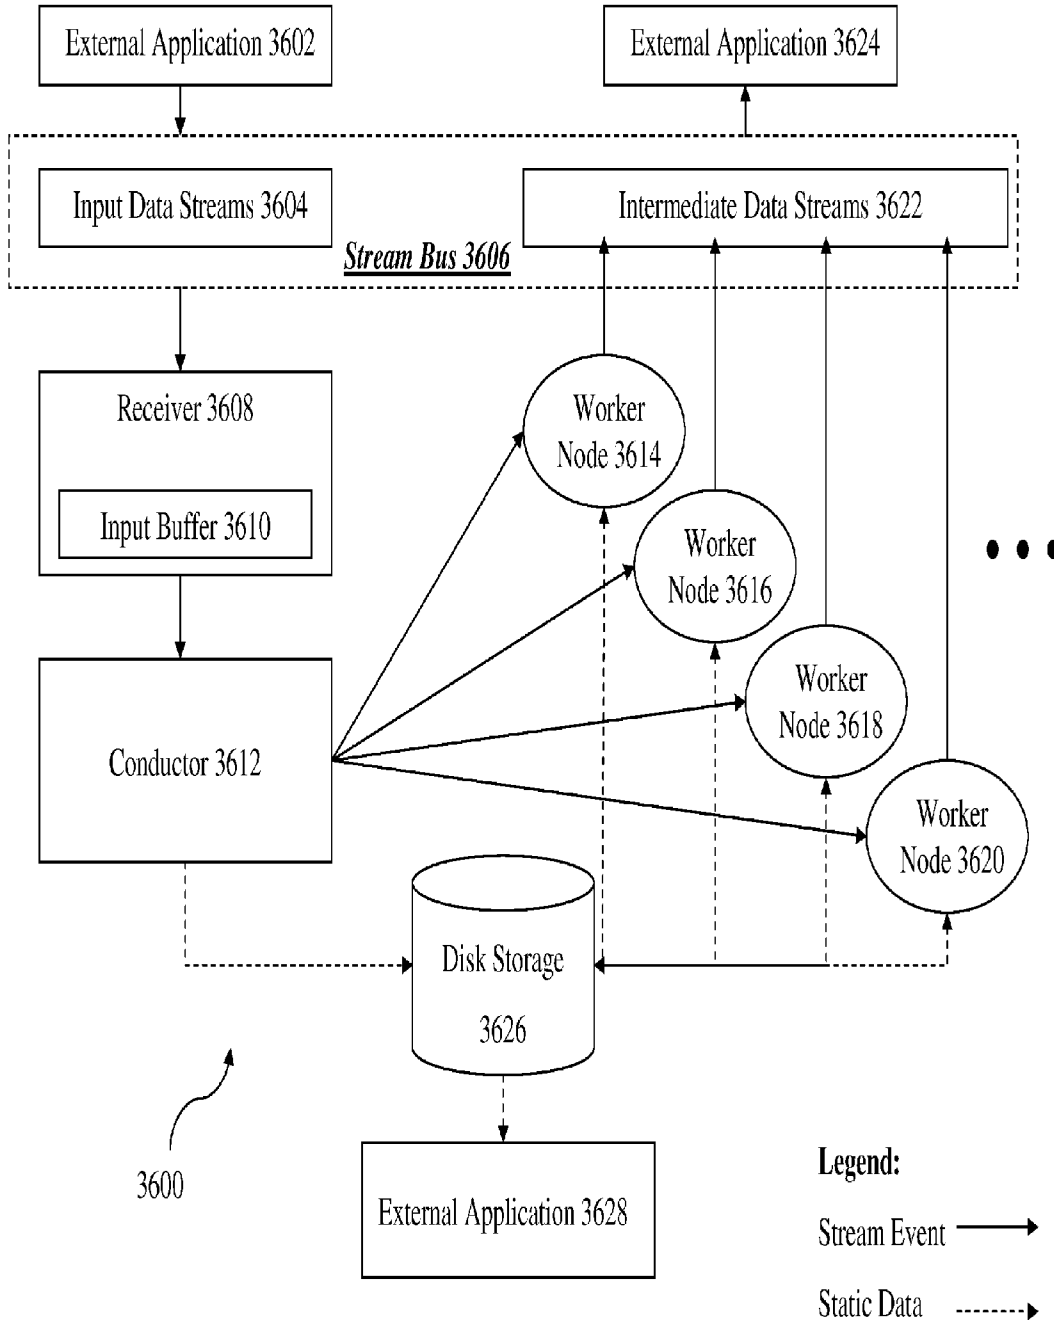 External Application 3602
External Application 3624
Input Data Streams 3604
Intermediate Data Streams 3622
Stream Bus 3606
Receiver 3608
Input Buffer 3610
Worker
Node 3614
Worker
Node 3616
Worker
Node 3618
Conductor 3612
Worker
Node 3620
Disk Storage
3626
3600
External Application 3628
Legend:
Stream Event
Static Data